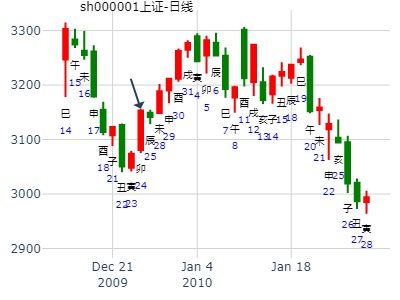 sh000001上证-日线
3300
3200
3100
3000
2900
巳
14
午
15
未
16
申
17
酉
18
子
21
丑
22
寅
23
卯
24
辰
25
未
28
申
29
酉
30
戌
31
寅
4
卯
5
辰
6
巳
7
午
8
酉
11
戌
12
亥
13
子
14
丑
15
辰
18
巳
19
午
20
未
21
申
22
亥
25
子
26
丑
27
寅
28
Dec 21
2009
Jan 4
2010
Jan 18